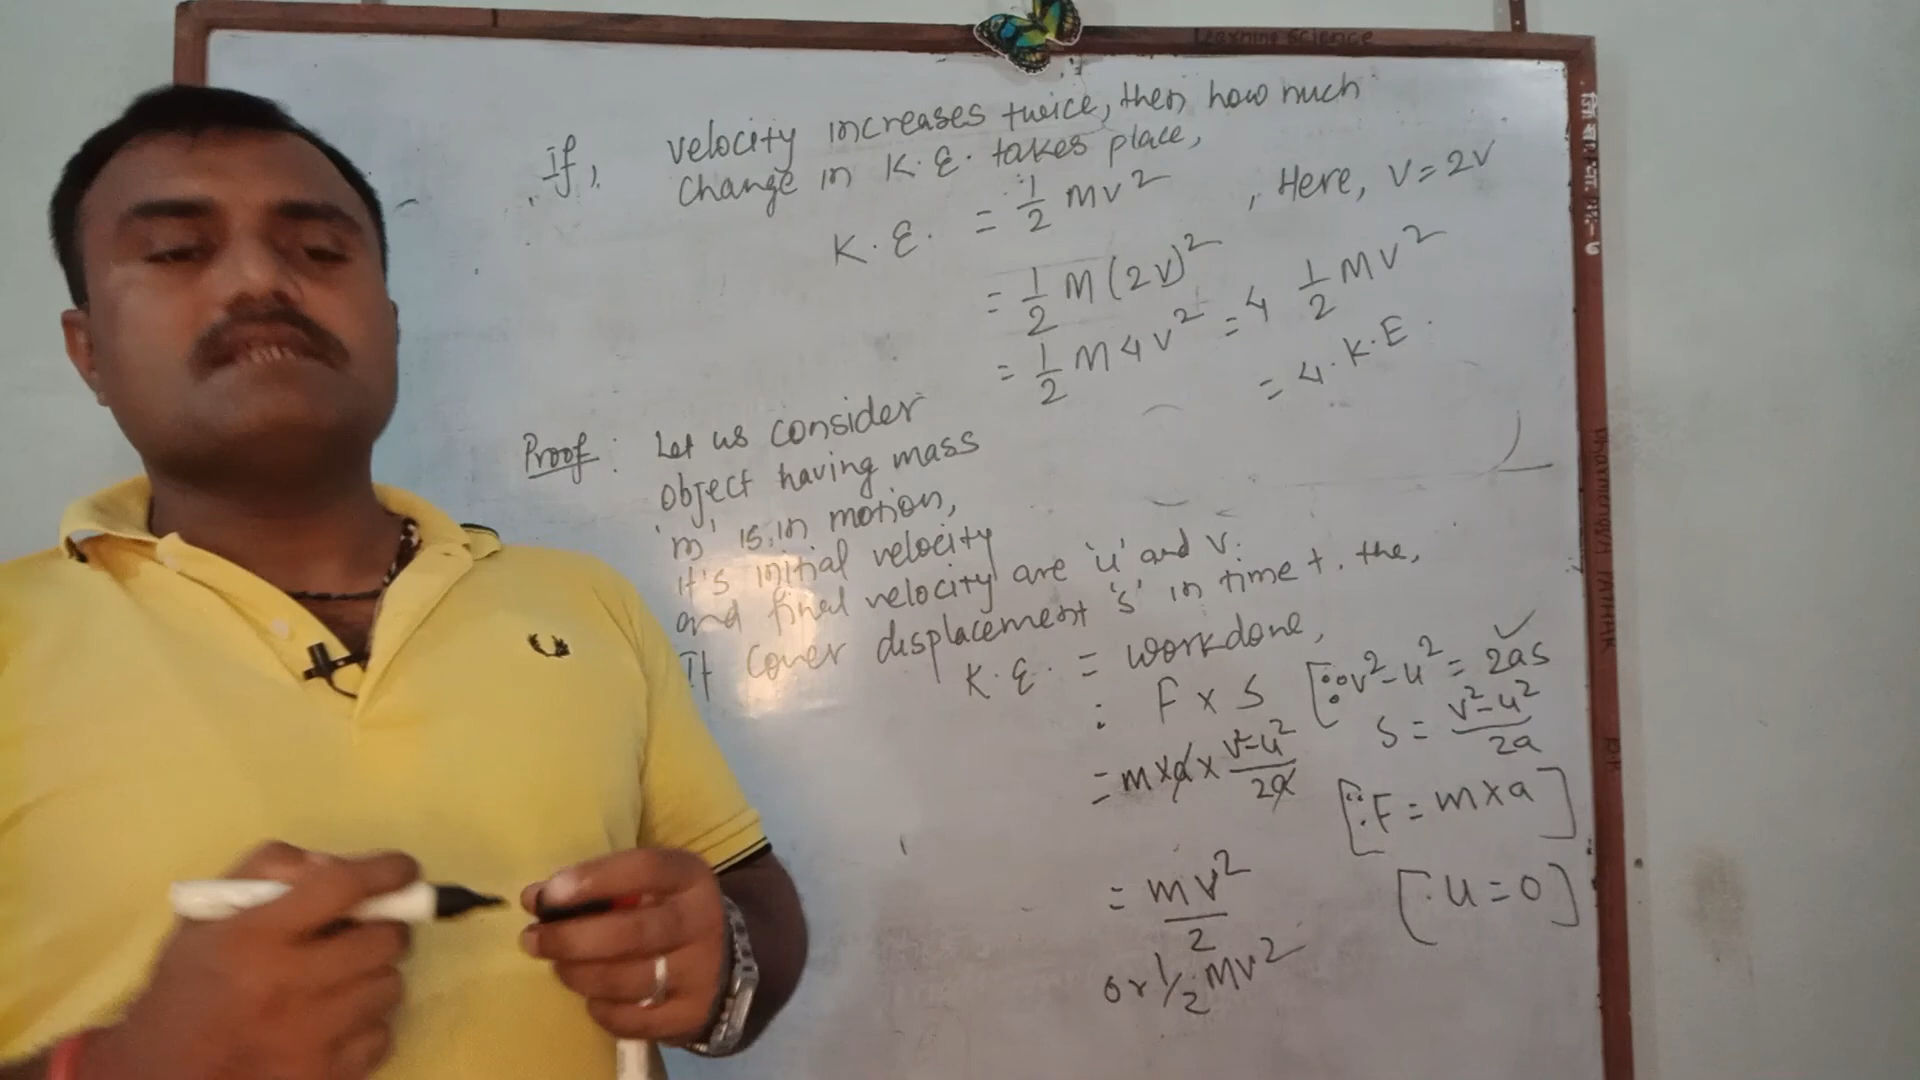 Learning Science
If, velocity increases twice, then how much
change in K.E. takes place,
K.E. = 1/2 mv², Here, v = 2v
= 1/2 m (2v)²
= 1/2 m 4 v² = 4 1/2 mv²
= 4. K.E.
Proof: Let us consider
object having mass
'm' is in motion,
it's initial velocity
and final velocity are 'u' and v.
It cover displacement 's' in time t. the,
K.E. = workdone,
: F x S [∵ v² - u² = 2as
S = v² - u² / 2a
= m x a x v² - u² / 2a
[∵ F = m x a]
= mv² / 2 [∴ u = 0]
or 1/2 mv²